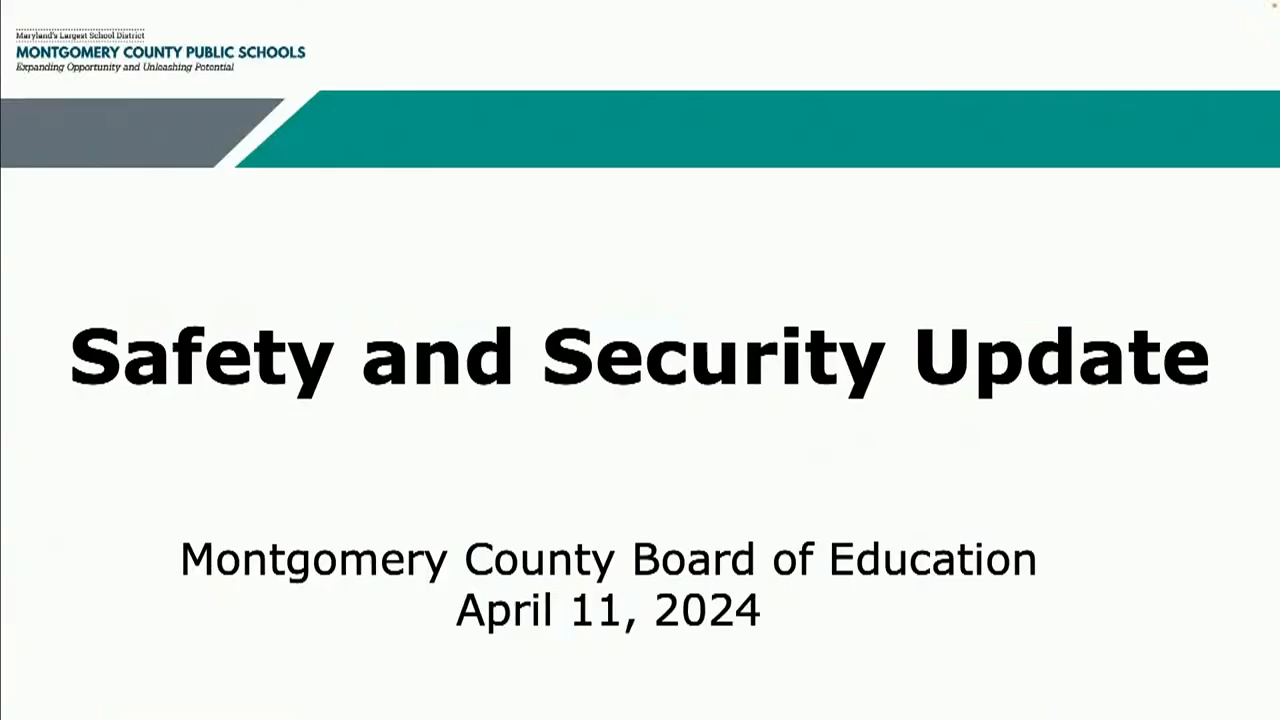 Maryland's Largest School District
MONTGOMERY COUNTY PUBLIC SCHOOLS
Expanding Opportunity and Unleashing Potential
Safety and Security Update
Montgomery County Board of Education
April 11, 2024